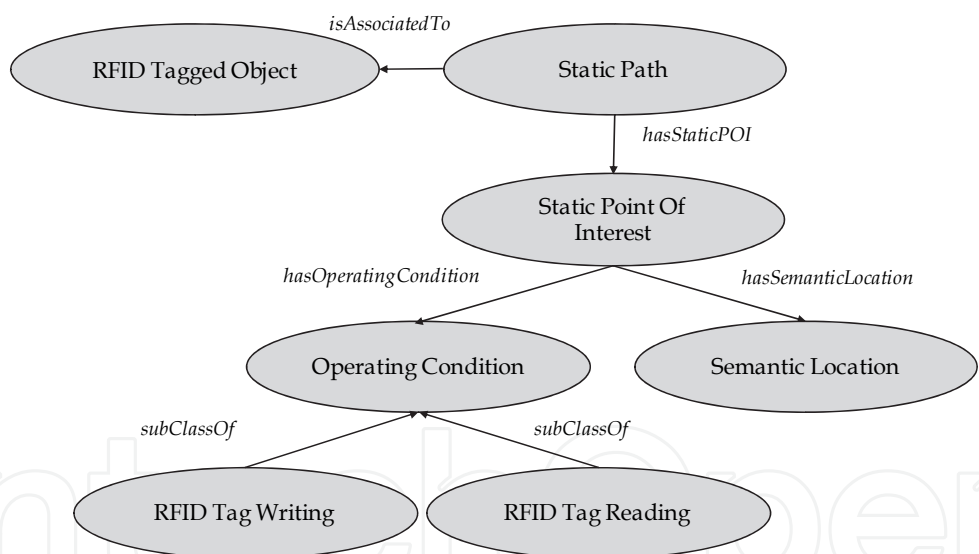 isAssociatedTo
RFID Tagged Object
Static Path
hasStaticPOI
Static Point Of
Interest
hasOperatingCondition
hasSemanticLocation
Operating Condition
Semantic Location
subClassOf
subClassOf
RFID Tag Writing
RFID Tag Reading